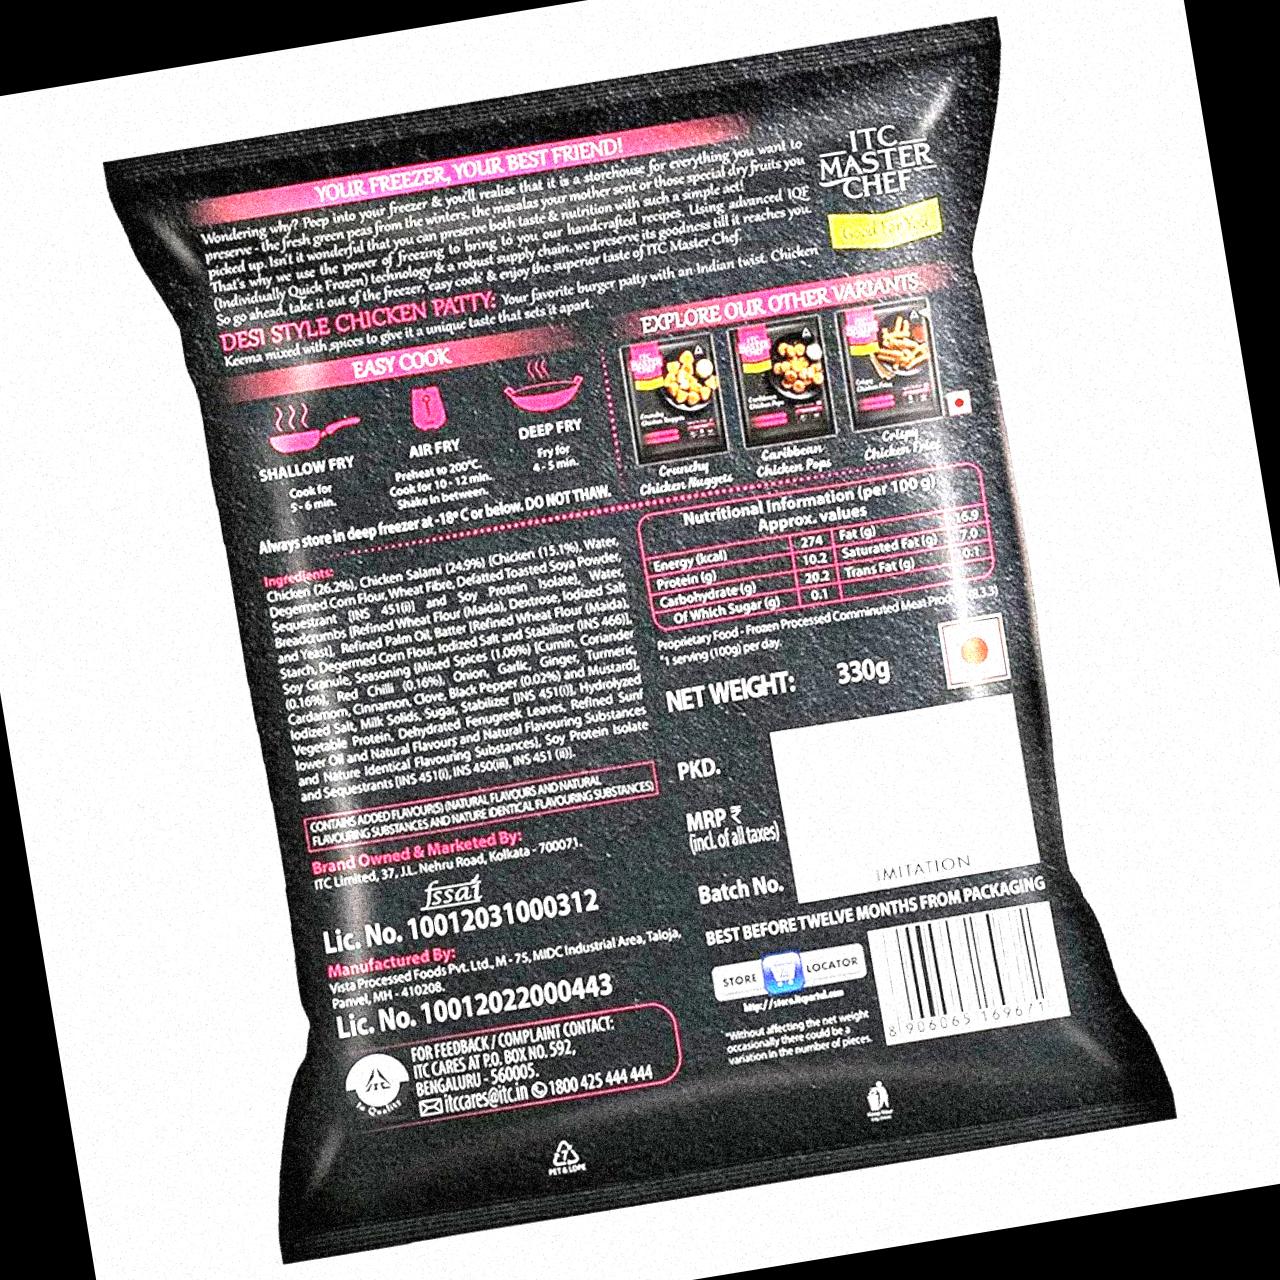 YOUR FREEZER, YOUR BEST FRIEND!
Wondering why? Peep into your freezer & you'll realise that it is a storehouse for everything you want to
preserve - the fresh green peas from the winters, the masalas your mother sent or those special dry fruits you
picked up. Isn't it wonderful that you can preserve both taste & nutrition with such a simple act!
That's why we use the power of freezing to bring to you our handcrafted recipes. Using advanced IQF
(Individually Quick Frozen) technology & a robust supply chain, we preserve its goodness till it reaches you.
So go ahead, take it out of the freezer, easy cook & enjoy the superior taste of ITC Master Chef.
DESI STYLE CHICKEN PATTY: Your favorite burger patty with an Indian twist. Chicken
Keema mixed with spices to give it a unique taste that sets it apart.
ITC
MASTER
CHEF
EASY COOK
SHALLOW FRY
Cook for
5 - 6 min.
AIR FRY
Preheat to 200°C.
Cook for 10 - 12 min.
Shake in between.
DEEP FRY
Fry for
4 - 5 min.
Always store in deep freezer at -18° C or below. DO NOT THAW.
EXPLORE OUR OTHER VARIANTS
Crunchy
Chicken Nuggets
Caribbean
Chicken Pops
Crispy
Chicken Fries
Ingredients:
Chicken (26.2%), Chicken Salami (24.9%) [Chicken (15.1%), Water,
Degermed Corn Flour, Wheat Fibre, Defatted Toasted Soya Powder,
Sequestrant [INS 451(i)] and Soy Protein Isolate), Water,
Breadcrumbs [Refined Wheat Flour (Maida), Dextrose, Iodized Salt
and Yeast], Refined Palm Oil, Batter [Refined Wheat Flour (Maida),
Starch, Degermed Corn Flour, Iodized Salt and Stabilizer (INS 466)],
Soy Granule, Seasoning (Mixed Spices (1.06%) [Cumin, Coriander
(0.16%), Red Chilli (0.16%), Onion, Garlic, Ginger, Turmeric,
Cardamom, Cinnamon, Clove, Black Pepper (0.02%) and Mustard],
Iodized Salt, Milk Solids, Sugar, Stabilizer [INS 451(i)], Hydrolyzed
Vegetable Protein, Dehydrated Fenugreek Leaves, Refined Sunf
lower Oil and Natural Flavours and Natural Flavouring Substances
and Nature Identical Flavouring Substances], Soy Protein Isolate
and Sequestrants [INS 451(i), INS 450(iii), INS 451 (ii)].
CONTAINS ADDED FLAVOUR(S) (NATURAL FLAVOURS AND NATURAL
FLAVOURING SUBSTANCES AND NATURE IDENTICAL FLAVOURING SUBSTANCES)
Brand Owned & Marketed By:
ITC Limited, 37, J.L. Nehru Road, Kolkata - 700071.
fssai
Lic. No. 10012031000312
Manufactured By:
Vista Processed Foods Pvt. Ltd., M - 75, MIDC Industrial Area, Taloja,
Panvel, MH - 410208.
Lic. No. 10012022000443
FOR FEEDBACK / COMPLAINT CONTACT:
ITC CARES AT P.O. BOX NO. 592,
BENGALURU - 560005.
itccares@itc.in 1800 425 444 444
PET & LDPE
Nutritional Information (per 100 g)
Approx. values
Energy (kcal) 274 Fat (g) 16.9
Protein (g) 10.2 Saturated Fat (g) 7.0
Carbohydrate (g) 20.2 Trans Fat (g) 0.1
Of Which Sugar (g) 0.1
Proprietary Food - Frozen Processed Comminuted Meat Product (8.3.3)
*1 serving (100g) per day.
NET WEIGHT: 330g
PKD.
MRP ₹
(incl. of all taxes)
IMITATION
Batch No.
BEST BEFORE TWELVE MONTHS FROM PACKAGING
STORE LOCATOR
http://store.itcportal.com
*Without affecting the net weight
occasionally there could be a
variation in the number of pieces.
8 906065 169671